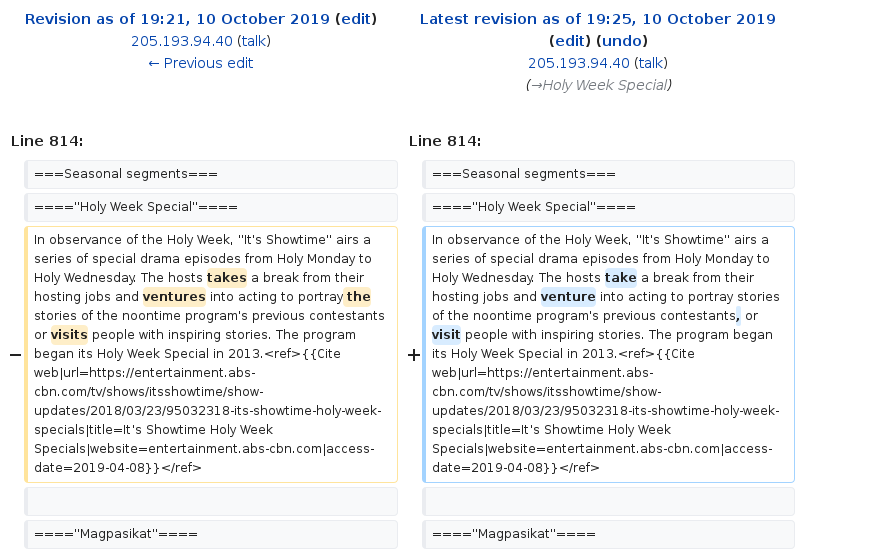 Revision as of 19:21, 10 October 2019 (edit)
205.193.94.40 (talk)
← Previous edit
Latest revision as of 19:25, 10 October 2019
(edit) (undo)
205.193.94.40 (talk)
(→Holy Week Special)
Line 814:
===Seasonal segments===
===="Holy Week Special"====
In observance of the Holy Week, "It's Showtime" airs a
series of special drama episodes from Holy Monday to
Holy Wednesday. The hosts takes a break from their
hosting jobs and ventures into acting to portray the
stories of the noontime program's previous contestants
or visits people with inspiring stories. The program
− began its Holy Week Special in 2013.<ref>{{Cite
web|url=https://entertainment.abs-
cbn.com/tv/shows/itsshowtime/show-
updates/2018/03/23/95032318-its-showtime-holy-week-
specials|title=It's Showtime Holy Week
Specials|website=entertainment.abs-cbn.com|access-
date=2019-04-08}}</ref>
===="Magpasikat"====
Line 814:
===Seasonal segments===
===="Holy Week Special"====
In observance of the Holy Week, "It's Showtime" airs a
series of special drama episodes from Holy Monday to
Holy Wednesday. The hosts take a break from their
hosting jobs and venture into acting to portray stories
of the noontime program's previous contestants, or
visit people with inspiring stories. The program began
+ its Holy Week Special in 2013.<ref>{{Cite
web|url=https://entertainment.abs-
cbn.com/tv/shows/itsshowtime/show-
updates/2018/03/23/95032318-its-showtime-holy-week-
specials|title=It's Showtime Holy Week
Specials|website=entertainment.abs-cbn.com|access-
date=2019-04-08}}</ref>
===="Magpasikat"====